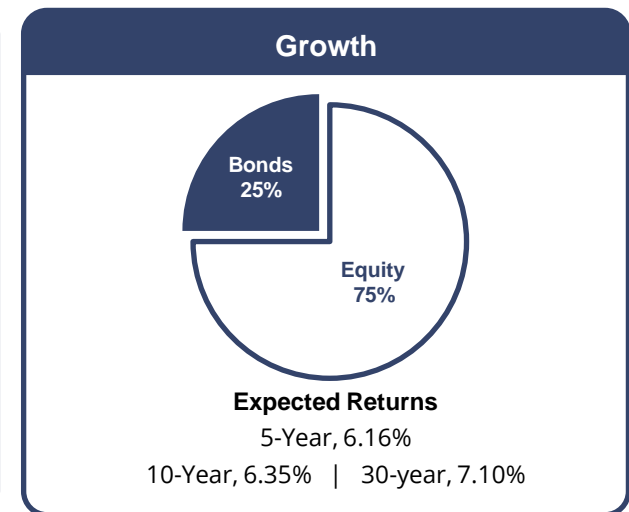 Growth
Bonds
25%
Equity
75%
Expected Returns
5-Year, 6.16%
10-Year, 6.35% | 30-year, 7.10%